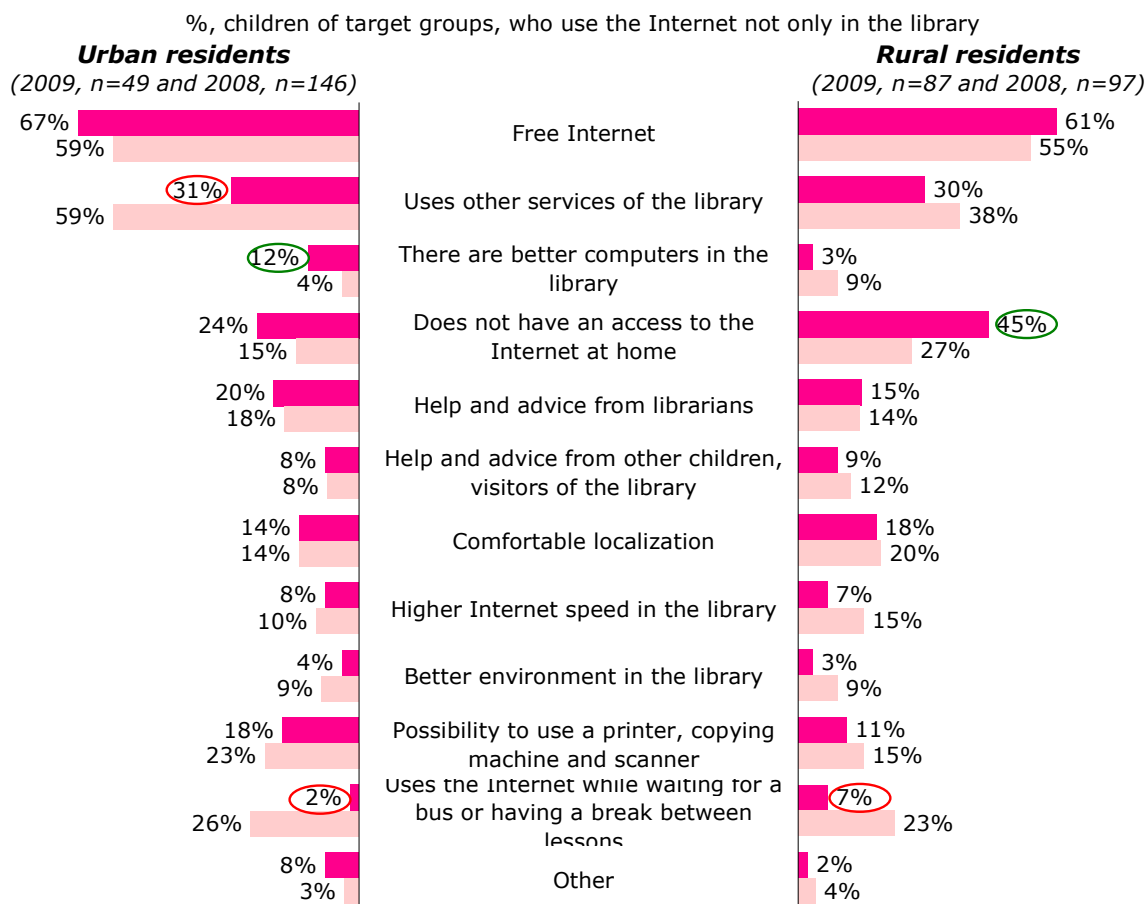 %, children of target groups, who use the Internet not only in the library
Urban residents
(2009, n=49 and 2008, n=146)
Rural residents
(2009, n=87 and 2008, n=97)
67%
59%
Free Internet
61%
55%
31%
59%
Uses other services of the library
30%
38%
12%
4%
There are better computers in the
library
3%
9%
24%
15%
Does not have an access to the
Internet at home
45%
27%
20%
18%
Help and advice from librarians
15%
14%
8%
8%
Help and advice from other children,
visitors of the library
9%
12%
14%
14%
Comfortable localization
18%
20%
8%
10%
Higher Internet speed in the library
7%
15%
4%
9%
Better environment in the library
3%
9%
18%
23%
Possibility to use a printer, copying
machine and scanner
11%
15%
2%
26%
Uses the Internet while waiting for a
bus or having a break between
lessons
7%
23%
8%
3%
Other
2%
4%